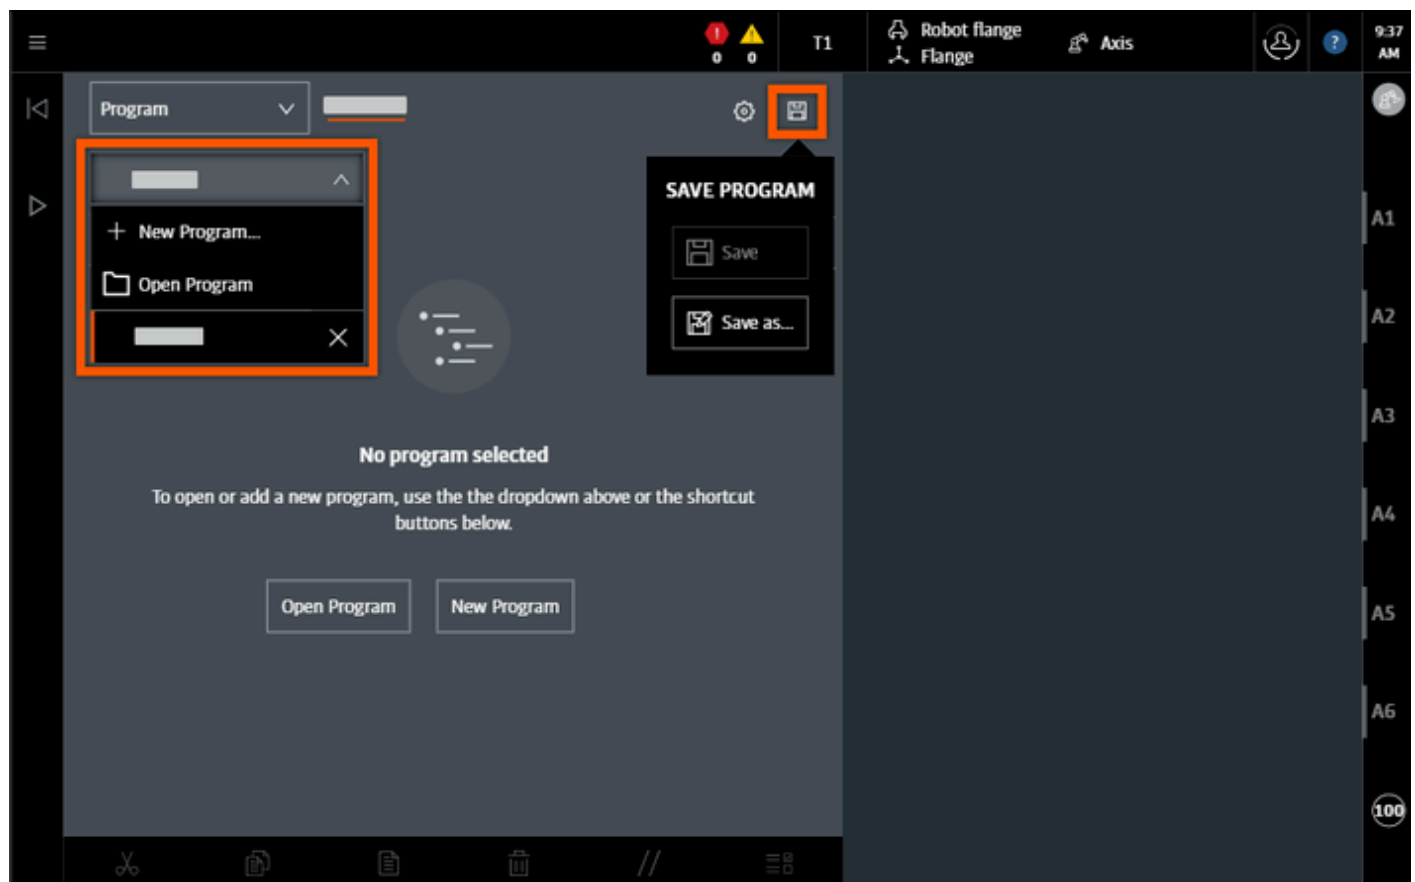 ! 0
0
T1
Robot flange
Flange
Axis
?
9:37
AM
Program
SAVE PROGRAM
Save
Save as...
+ New Program...
Open Program
No program selected
To open or add a new program, use the the dropdown above or the shortcut
buttons below.
Open Program
New Program
A1
A2
A3
A4
A5
A6
100